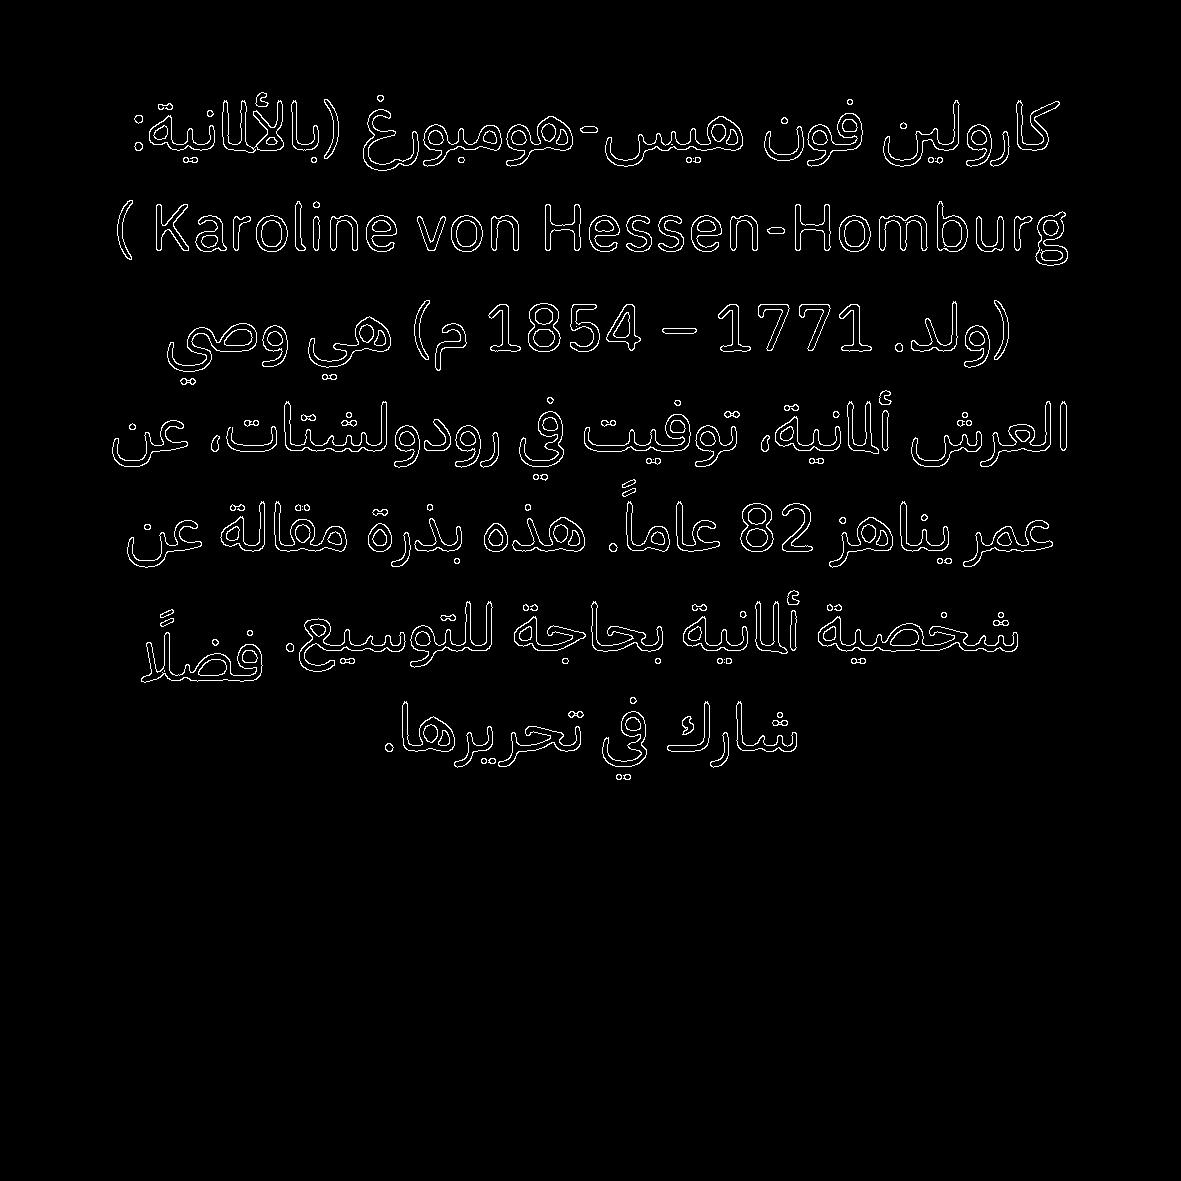 كارولين فون هيس-هومبورغ (بالألمانية:
Karoline von Hessen-Homburg )
(ولد. 1771 – 1854 م) هي وصي
العرش ألمانية، توفيت في رودولشتات، عن
عمر يناهز 82 عاماً. هذه بذرة مقالة عن
شخصية ألمانية بحاجة للتوسيع. فضلًا
شارك في تحريرها.